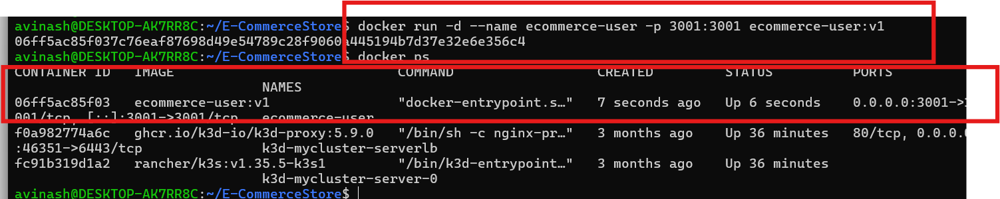 avinash@DESKTOP-AK7RR8C:~/E-CommerceStore$ docker run -d --name ecommerce-user -p 3001:3001 ecommerce-user:v1
06ff5ac85f037c76eaf87698d49e54789c28f9060a445194b7d37e32e6e356c4
avinash@DESKTOP-AK7RR8C:~/E-CommerceStore$ docker ps
CONTAINER ID   IMAGE                            COMMAND                  CREATED         STATUS          PORTS
                               NAMES
06ff5ac85f03   ecommerce-user:v1                "docker-entrypoint.s…"   7 seconds ago   Up 6 seconds    0.0.0.0:3001->
001/tcp, [::]:3001->3001/tcp   ecommerce-user
f0a982774a6c   ghcr.io/k3d-io/k3d-proxy:5.9.0   "/bin/sh -c nginx-pr…"   3 months ago    Up 36 minutes   80/tcp, 0.0.0.
:46351->6443/tcp               k3d-mycluster-serverlb
fc91b319d1a2   rancher/k3s:v1.35.5-k3s1         "/bin/k3d-entrypoint…"   3 months ago    Up 36 minutes
                               k3d-mycluster-server-0
avinash@DESKTOP-AK7RR8C:~/E-CommerceStore$